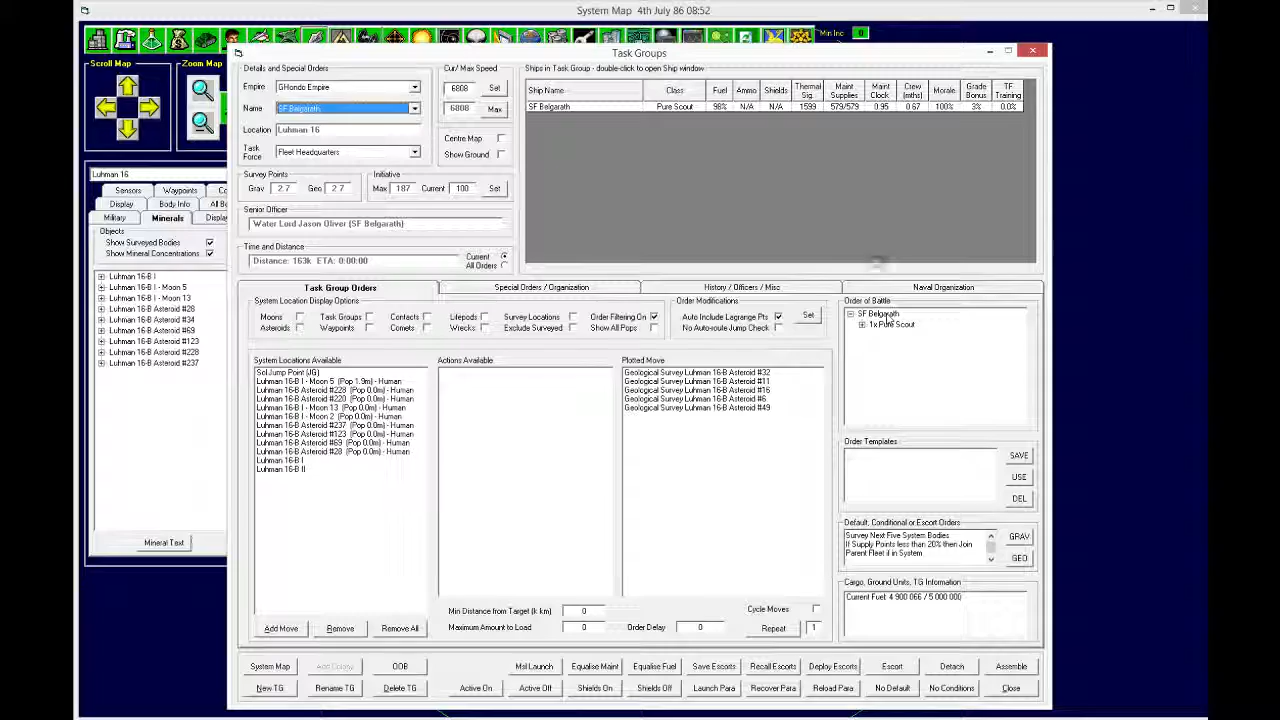 System Map 4th July 86 08:52
Min Inc 0
Task Groups
Scroll Map
Zoom Map
Luhman 16
Sensors Waypoints
Display Body Info
Military Minerals
Objects
Show Surveyed Bodies
Show Mineral Concentrations
Luhman 16-B I
Luhman 16-B I - Moon 5
Luhman 16-B I - Moon 13
Luhman 16-B Asteroid #28
Luhman 16-B Asteroid #34
Luhman 16-B Asteroid #69
Luhman 16-B Asteroid #123
Luhman 16-B Asteroid #228
Luhman 16-B Asteroid #237
Mineral Text
Details and Special Orders
Empire GHondo Empire
Name SF Belgarath
Location Luhman 16
Task Force Fleet Headquarters
Cur/ Max Speed
6808 Set
6808 Max
Centre Map
Show Ground
Survey Points
Grav 2.7 Geo 2.7
Initiative
Max 187 Current 100 Set
Senior Officer
Water Lord Jason Oliver (SF Belgarath)
Time and Distance
Distance: 163k ETA: 0:00:00
Current
All Orders
Ships in Task Group - double-click to open Ship window
Ship Name Class Fuel Ammo Shields Thermal Sig. Maint Supplies Maint Clock Crew (mths) Morale Grade Bonus TF Training
SF Belgarath Pure Scout 98% N/A N/A 1599 579/579 0.95 0.67 100% 3% 0.0%
Task Group Orders Special Orders / Organization History / Officers / Misc Naval Organization
System Location Display Options
Moons Task Groups Contacts Lifepods Survey Locations Order Filtering On
Asteroids Waypoints Comets Wrecks Exclude Surveyed Show All Pops
Order Modifications
Auto Include Lagrange Pts Set
No Auto-route Jump Check
System Locations Available
Sol Jump Point (JG)
Luhman 16-B I - Moon 5 (Pop 1.9m) - Human
Luhman 16-B Asteroid #228 (Pop 0.0m) - Human
Luhman 16-B Asteroid #220 (Pop 0.0m) - Human
Luhman 16-B I - Moon 13 (Pop 0.0m) - Human
Luhman 16-B I - Moon 2 (Pop 0.0m) - Human
Luhman 16-B Asteroid #237 (Pop 0.0m) - Human
Luhman 16-B Asteroid #123 (Pop 0.0m) - Human
Luhman 16-B Asteroid #69 (Pop 0.0m) - Human
Luhman 16-B Asteroid #28 (Pop 0.0m) - Human
Luhman 16-B I
Luhman 16-B II
Actions Available
Plotted Move
Geological Survey Luhman 16-B Asteroid #32
Geological Survey Luhman 16-B Asteroid #11
Geological Survey Luhman 16-B Asteroid #16
Geological Survey Luhman 16-B Asteroid #6
Geological Survey Luhman 16-B Asteroid #49
Order of Battle
SF Belgarath
1x Pure Scout
Order Templates
SAVE
USE
DEL
Default, Conditional or Escort Orders
Survey Next Five System Bodies
If Supply Points less than 20% then Join
Parent Fleet if in System
GRAV
GEO
Cargo, Ground Units, TG Information
Current Fuel: 4 900 066 / 5 000 000
Min Distance from Target (k km) 0
Maximum Amount to Load 0 Order Delay 0
Cycle Moves
Repeat 1
Add Move Remove Remove All
System Map Add Colony OOB Msl Launch Equalise Maint Equalise Fuel Save Escorts Recall Escorts Deploy Escorts Escort Detach Assemble
New TG Rename TG Delete TG Active On Active Off Shields On Shields Off Launch Para Recover Para Reload Para No Default No Conditions Close